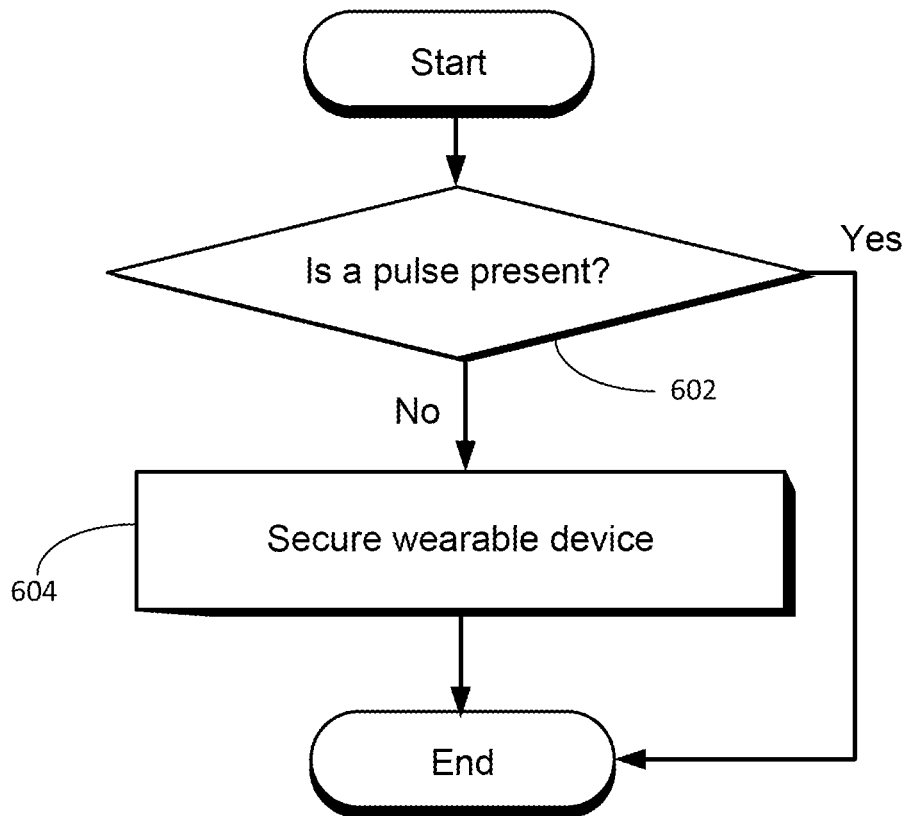 Start
Is a pulse present?
Yes
602
No
Secure wearable device
604
End